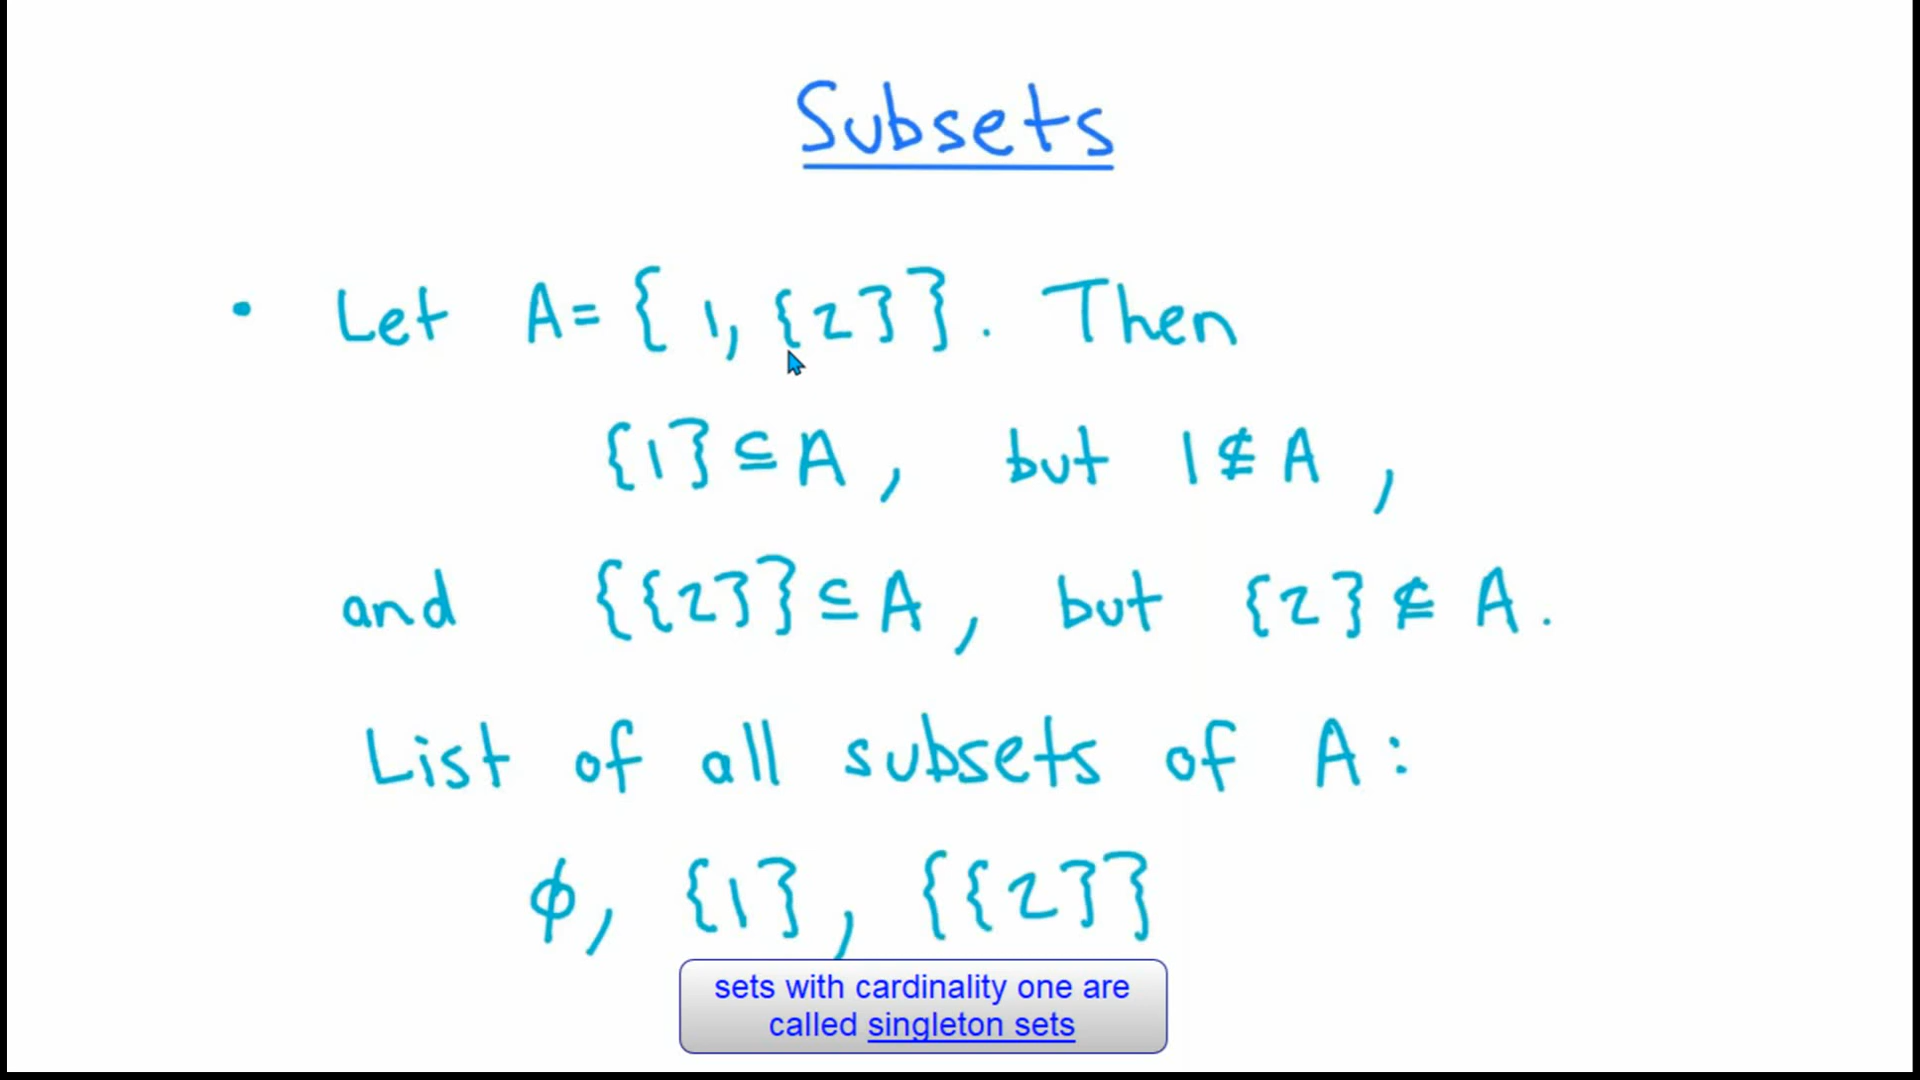 Subsets
• Let A = { 1, {2} }. Then
{1} ⊆ A, but 1 ⊈ A,
and {{2}} ⊆ A, but {2} ⊈ A.
List of all subsets of A:
ϕ, {1}, {{2}}
sets with cardinality one are
called singleton sets